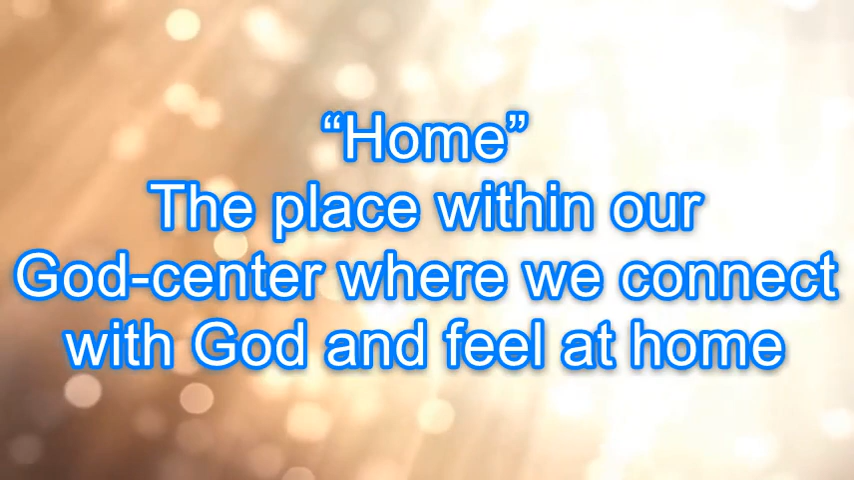 “Home”
The place within our
God-center where we connect
with God and feel at home